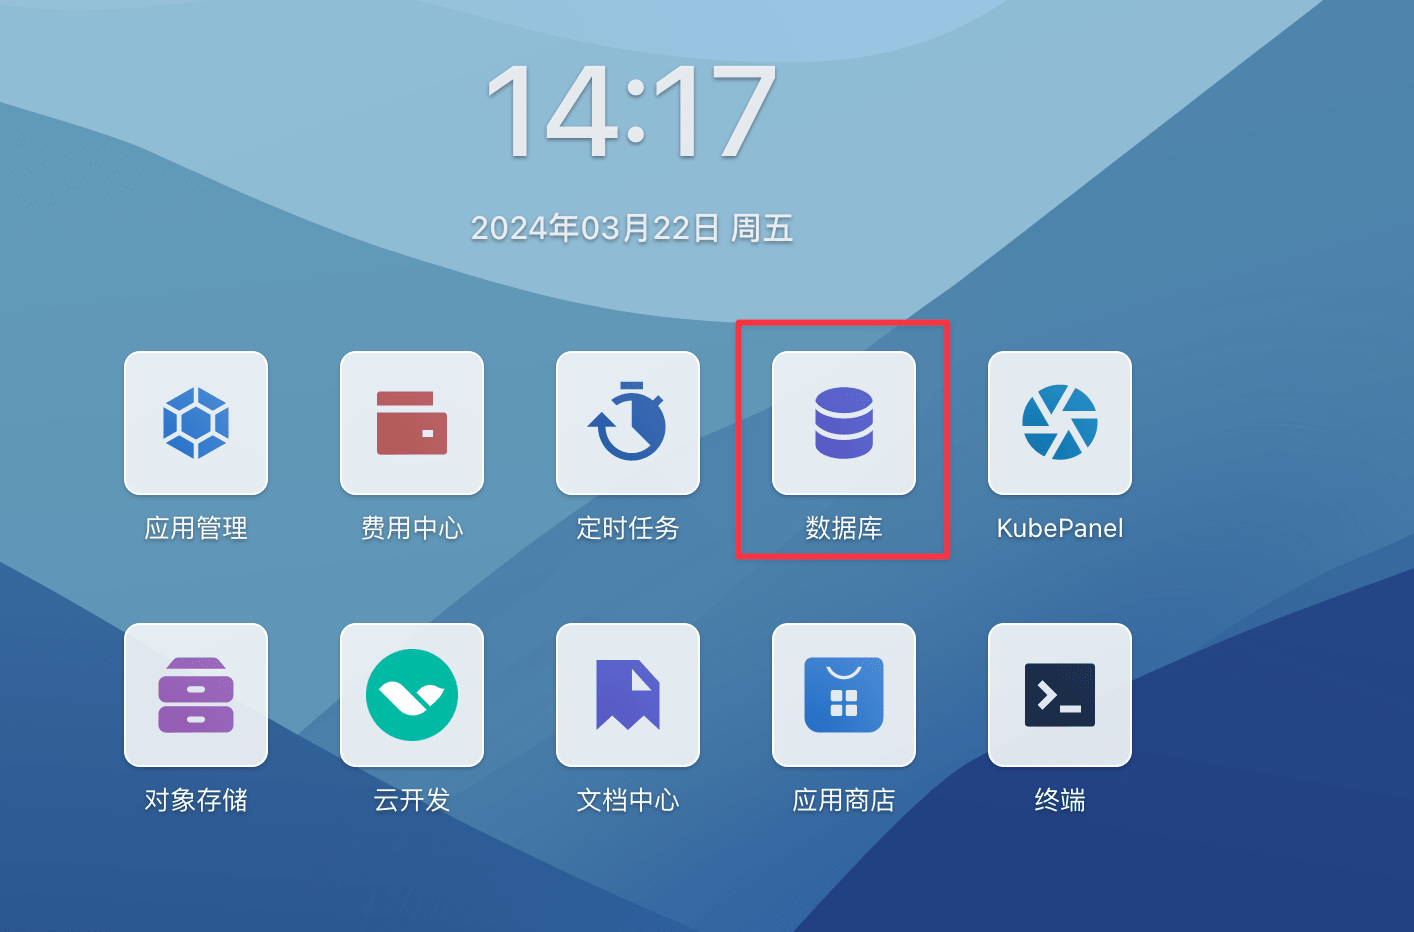 14:17
2024年03月22日 周五
应用管理
费用中心
定时任务
数据库
KubePanel
对象存储
云开发
文档中心
应用商店
终端